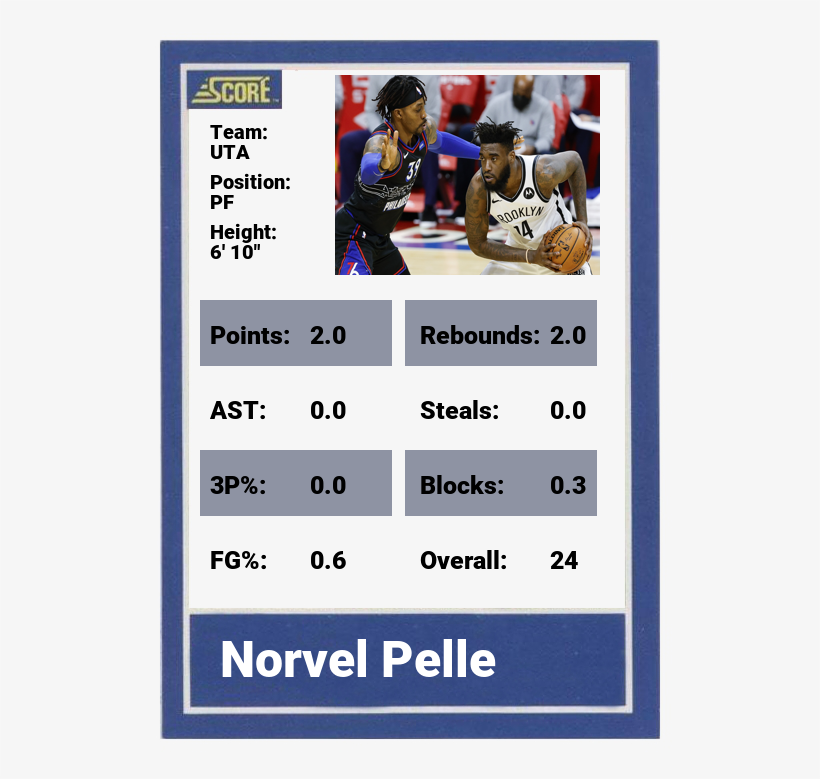 SCORE
Team:
UTA
Position:
PF
Height:
6' 10"
39
PHILADE
BROOKLYN
14
Points: 2.0 Rebounds: 2.0
AST: 0.0 Steals: 0.0
3P%: 0.0 Blocks: 0.3
FG%: 0.6 Overall: 24
Norvel Pelle